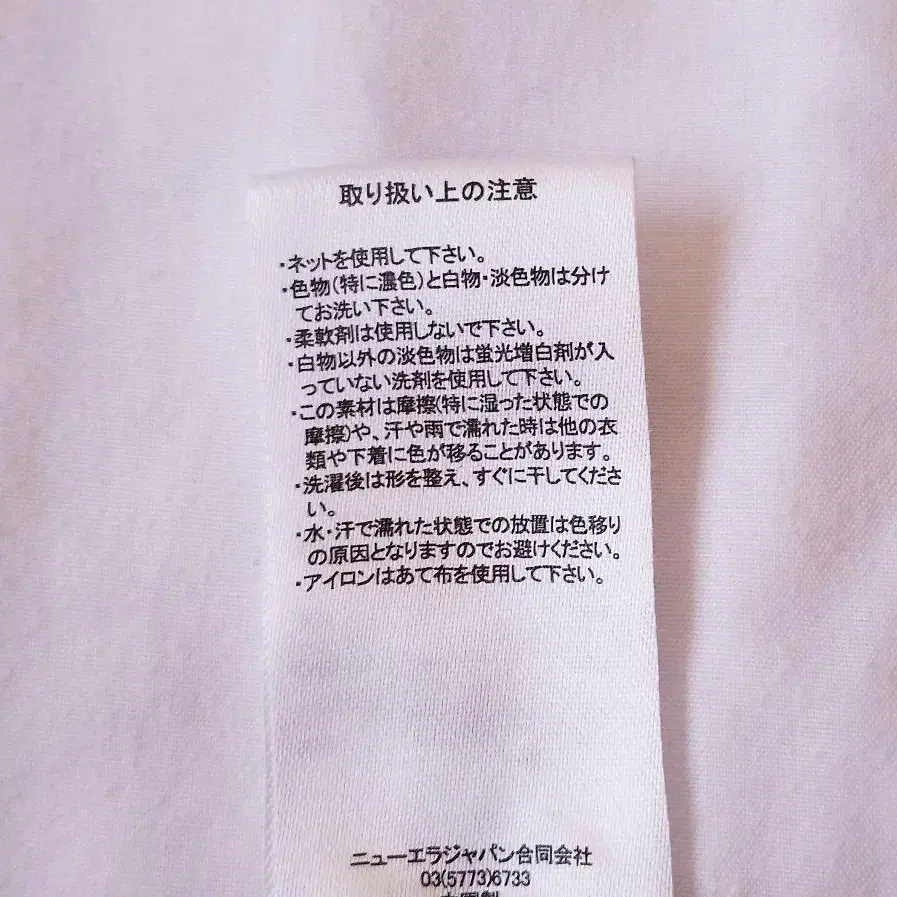 取り扱い上の注意
・ネットを使用して下さい。
・色物(特に濃色)と白物・淡色物は分け
てお洗い下さい。
・柔軟剤は使用しないで下さい。
・白物以外の淡色物は蛍光増白剤が入
っていない洗剤を使用して下さい。
・この素材は摩擦(特に湿った状態での
摩擦)や、汗や雨で濡れた時は他の衣
類や下着に色が移ることがあります。
・洗濯後は形を整え、すぐに干してくださ
い。
・水・汗で濡れた状態での放置は色移り
の原因となりますのでお避けください。
・アイロンはあて布を使用して下さい。
ニューエラジャパン合同会社
03(5773)6733